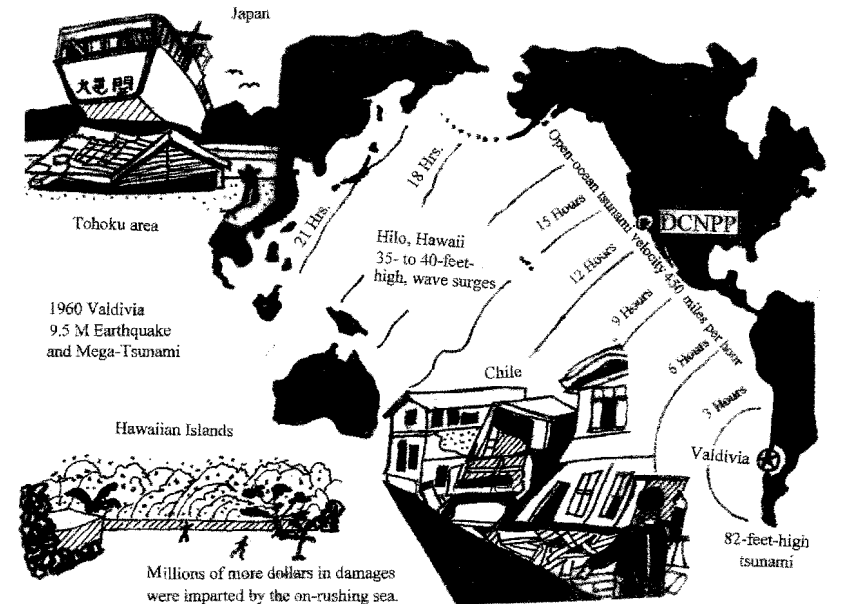 Japan
大邑門
Tohoku area
1960 Valdivia
9.5 M Earthquake
and Mega-Tsunami
21 Hrs.
18 Hrs.
Hilo, Hawaii
35- to 40-feet-
high, wave surges
15 Hours
12 Hours
9 Hours
6 Hours
3 Hours
Open-ocean tsunami velocity 450 miles per hour
DCNPP
Chile
Valdivia
82-feet-high
tsunami
Hawaiian Islands
Millions of more dollars in damages
were imparted by the on-rushing sea.